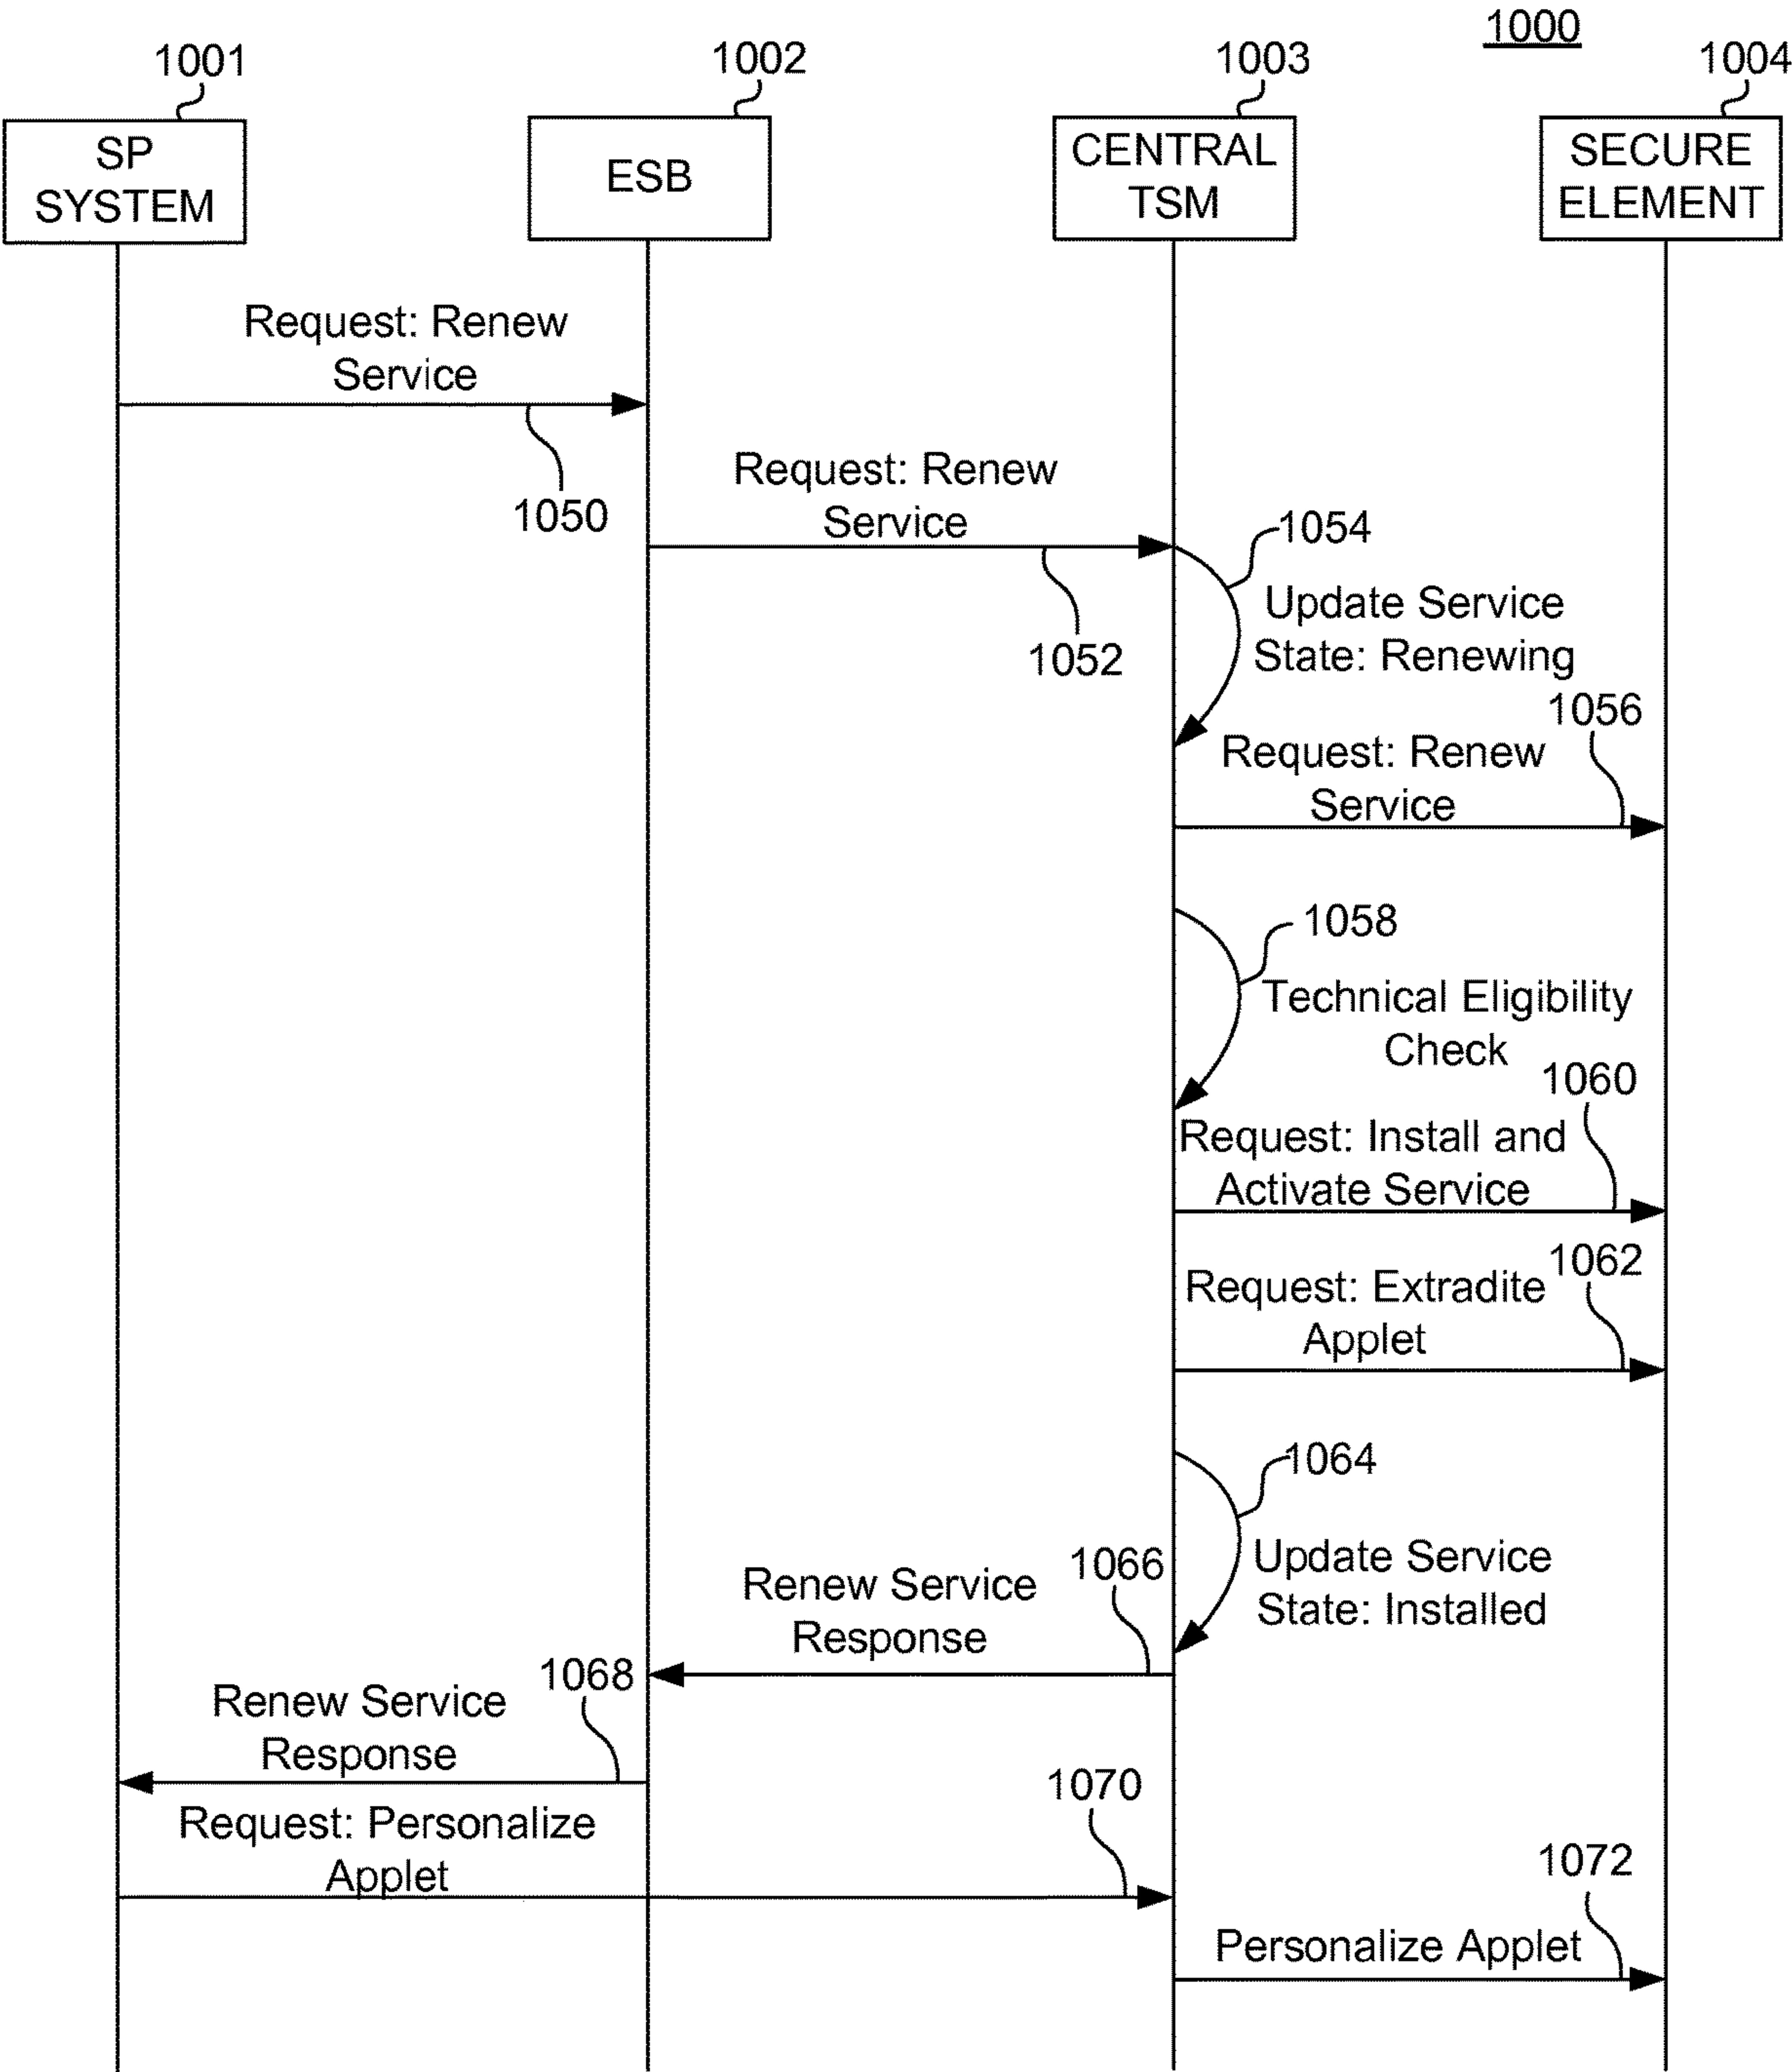 1000
1001
1002
1003
1004
SP
SYSTEM
ESB
CENTRAL
TSM
SECURE
ELEMENT
Request: Renew
Service
1050
Request: Renew
Service
1052
1054
Update Service
State: Renewing
1056
Request: Renew
Service
1058
Technical Eligibility
Check
1060
Request: Install and
Activate Service
1062
Request: Extradite
Applet
1064
Update Service
State: Installed
1066
Renew Service
Response
1068
Renew Service
Response
1070
Request: Personalize
Applet
1072
Personalize Applet